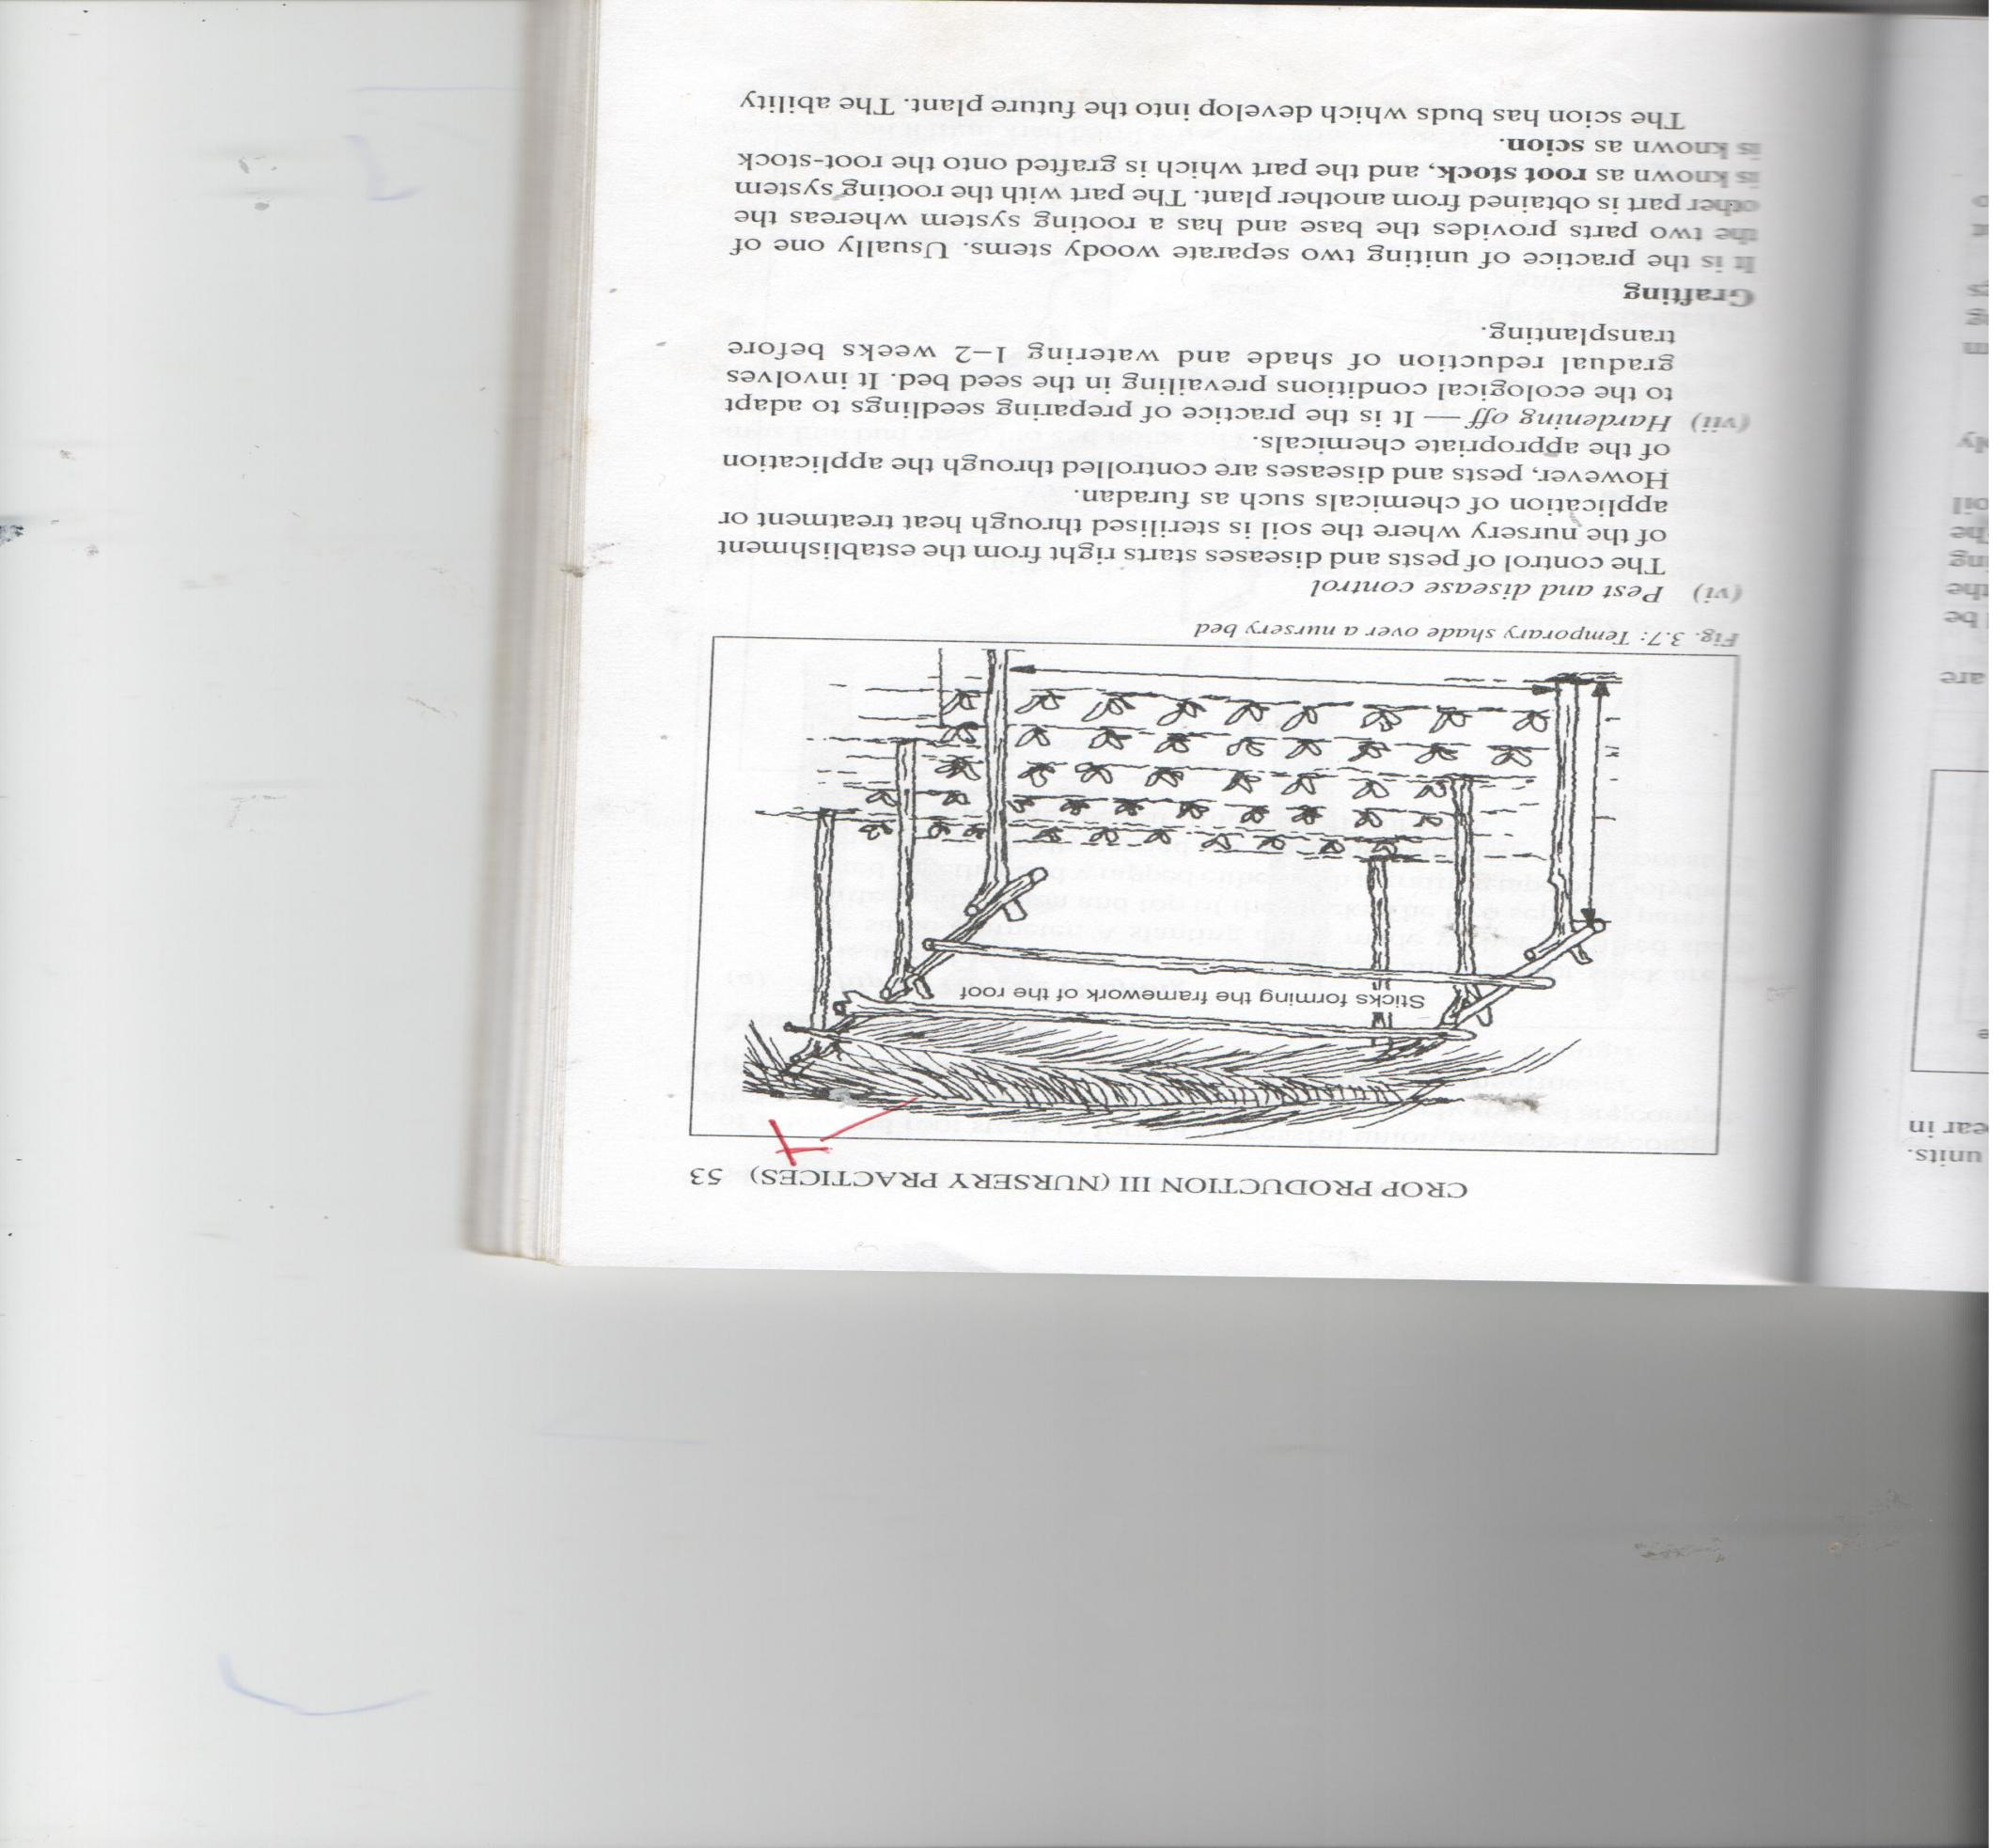 CROP PRODUCTION III (NURSERY PRACTICES) 53
Sticks forming the framework of the roof
Fig. 3.7: Temporary shade over a nursery bed
(vi) Pest and disease control
The control of pests and diseases starts right from the establishment
of the nursery where the soil is sterilised through heat treatment or
application of chemicals such as furadan.
However, pests and diseases are controlled through the application
of the appropriate chemicals.
(vii) Hardening off — It is the practice of preparing seedlings to adapt
to the ecological conditions prevailing in the seed bed. It involves
gradual reduction of shade and watering 1–2 weeks before
transplanting.
Grafting
It is the practice of uniting two separate woody stems. Usually one of
the two parts provides the base and has a rooting system whereas the
other part is obtained from another plant. The part with the rooting system
is known as root stock, and the part which is grafted onto the root-stock
is known as scion.
The scion has buds which develop into the future plant. The ability
units.
ear in
are
be
the